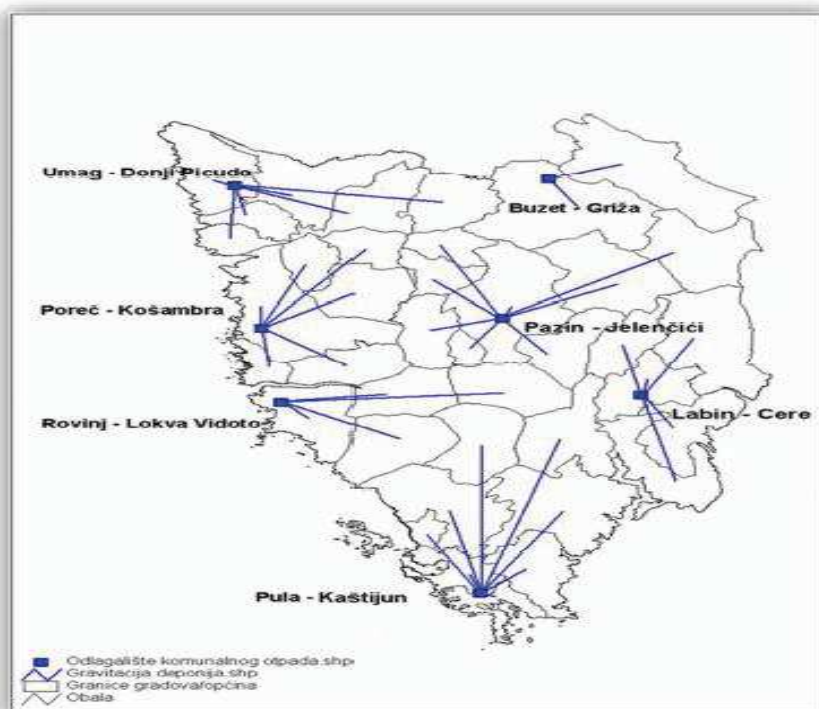 Umag - Donji Picudo
Buzet - Griža
Poreč - Košambra
Pazin - Jelenčići
Labin - Cere
Rovinj - Lokva Vidoto
Pula - Kaštijun
Odlagalište komunalnog otpada.shp
Gravitacija deponija.shp
Granice gradova/općina
Obala